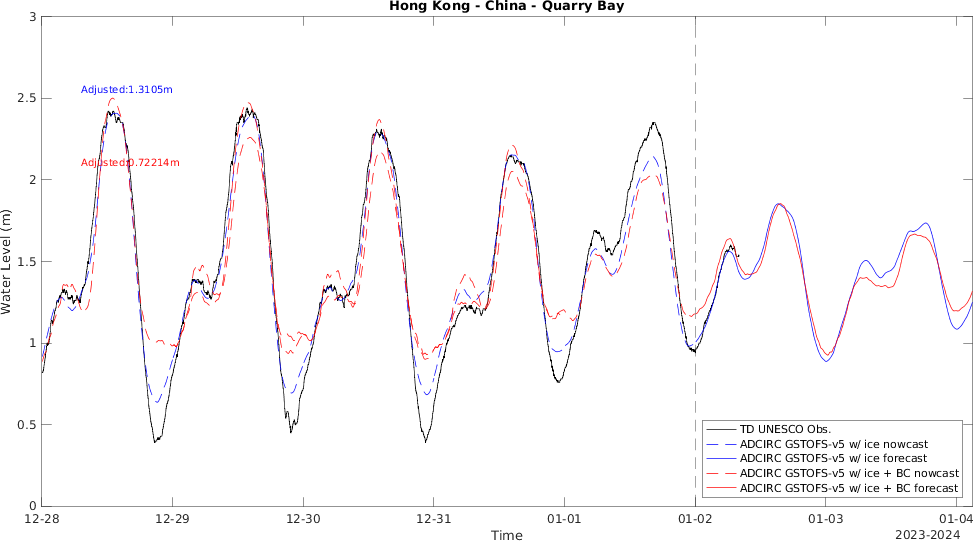 Hong Kong - China - Quarry Bay
3
2.5
2
1.5
1
0.5
0
Water Level (m)
Adjusted:1.3105m
Adjusted:0.72214m
TD UNESCO Obs.
ADCIRC GSTOFS-v5 w/ ice nowcast
ADCIRC GSTOFS-v5 w/ ice forecast
ADCIRC GSTOFS-v5 w/ ice + BC nowcast
ADCIRC GSTOFS-v5 w/ ice + BC forecast
12-28 12-29 12-30 12-31 01-01 01-02 01-03 01-04
Time
2023-2024